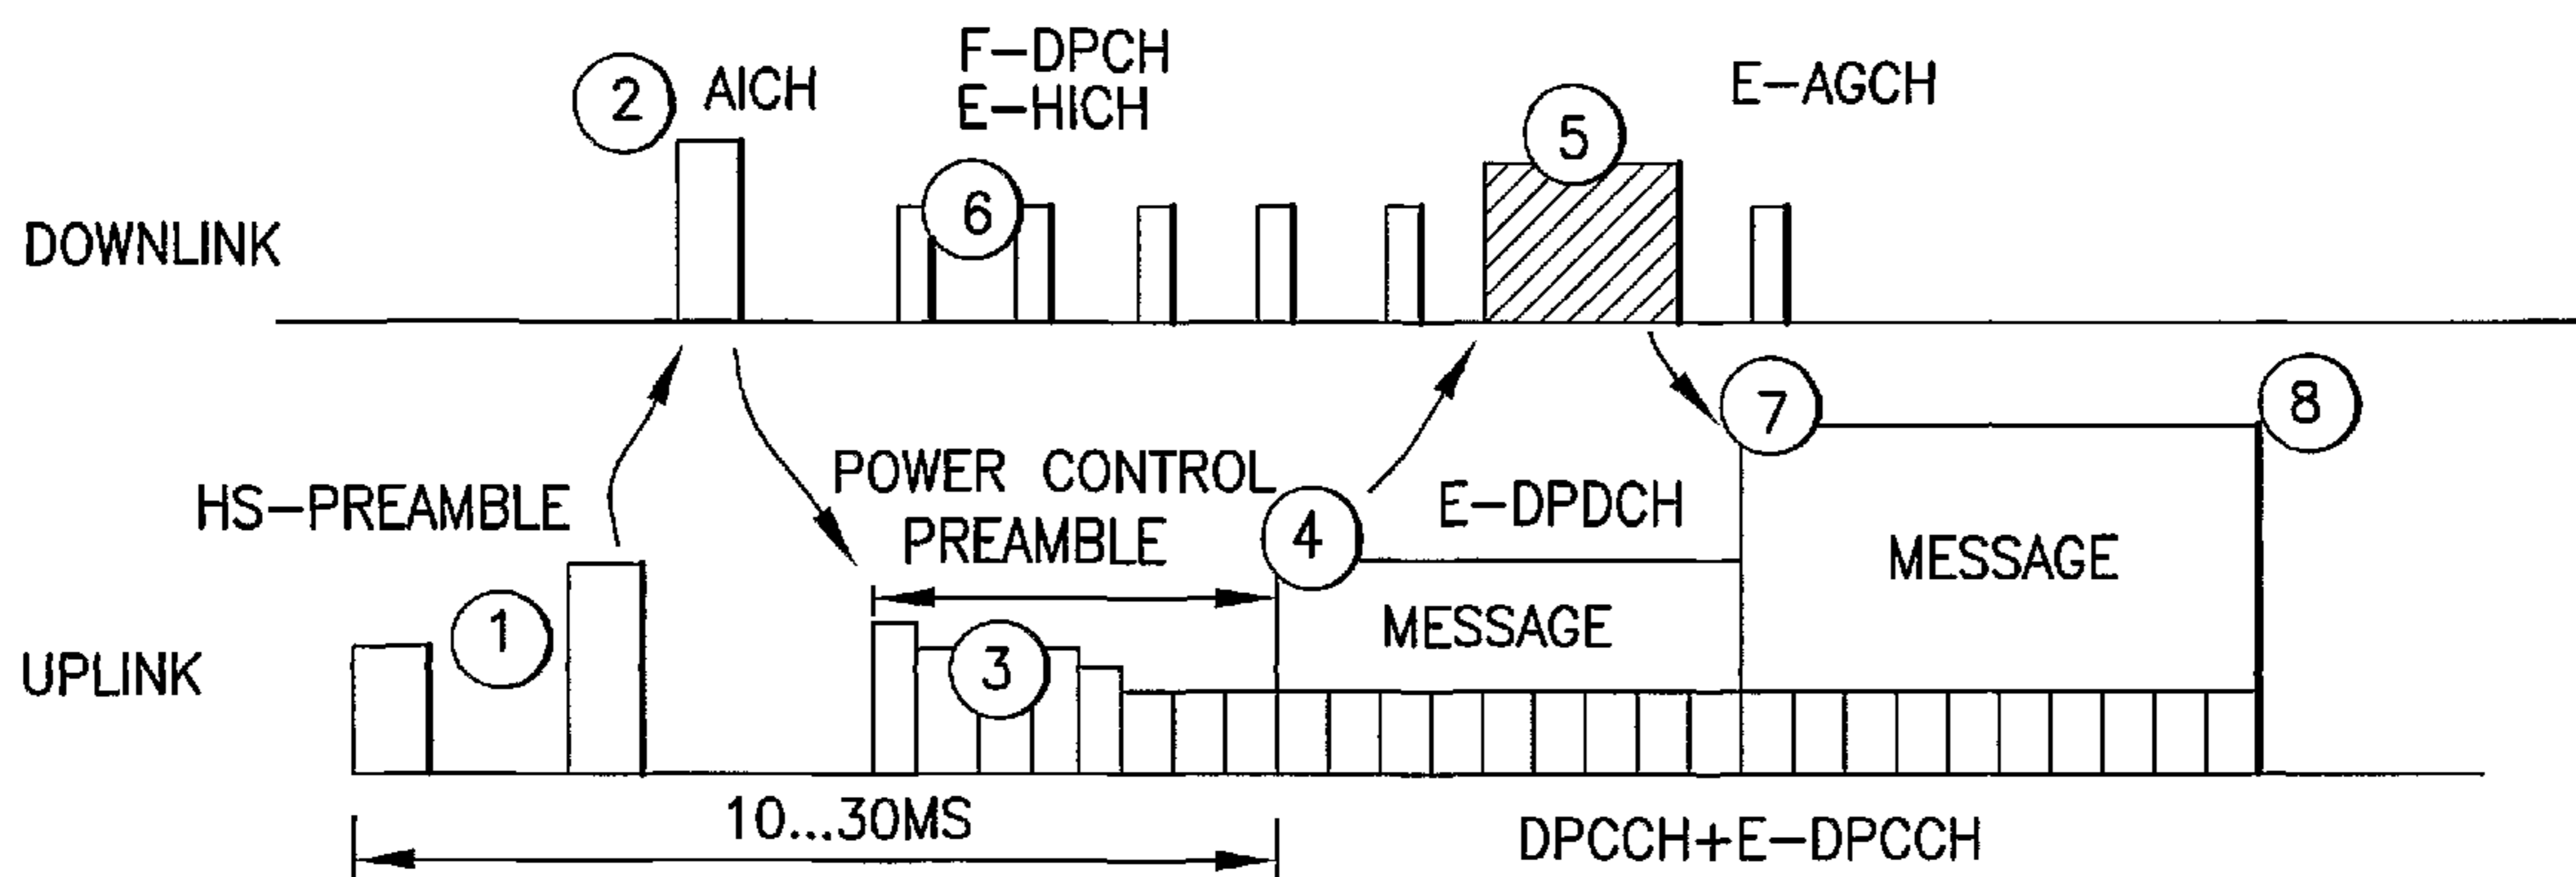 F-DPCH
E-HICH
2 AICH
E-AGCH
5
6
DOWNLINK
7
8
POWER CONTROL
PREAMBLE
HS-PREAMBLE
4
E-DPDCH
MESSAGE
1
MESSAGE
3
UPLINK
10...30MS
DPCCH+E-DPCCH